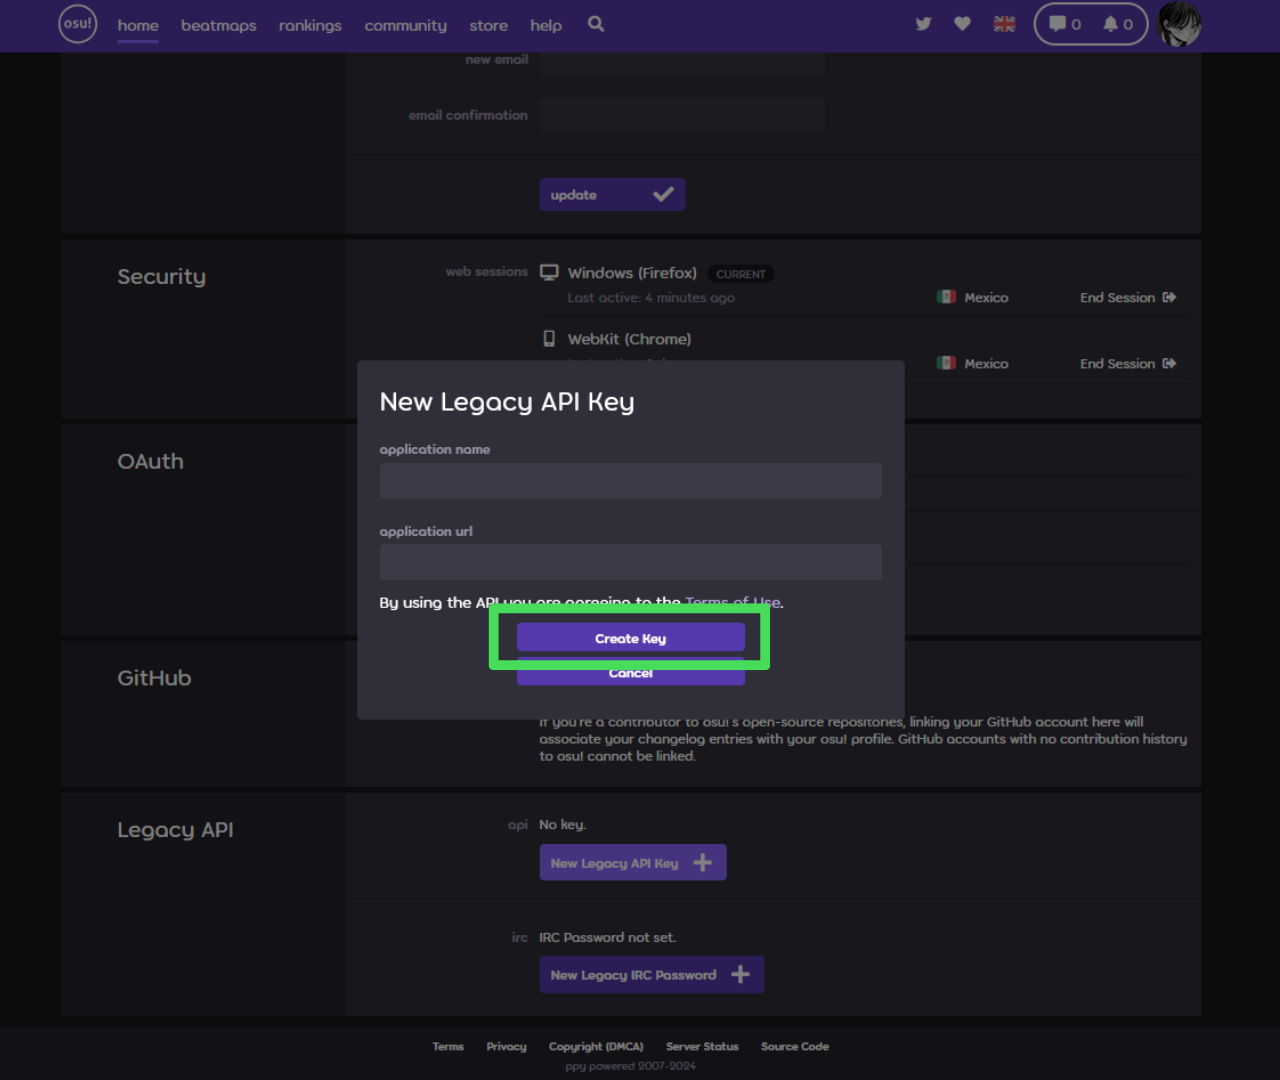 osu!
home beatmaps rankings community store help 0 0
new email
email confirmation
update
Security
web sessions Windows (Firefox) CURRENT
Last active: 4 minutes ago Mexico End Session
WebKit (Chrome)
Mexico End Session
New Legacy API Key
application name
OAuth
application url
By using the API you are agreeing to the Terms of Use.
Create Key
Cancel
GitHub
If you're a contributor to osu!'s open-source repositories, linking your GitHub account here will
associate your changelog entries with your osu! profile. GitHub accounts with no contribution history
to osu! cannot be linked.
Legacy API
api No key.
New Legacy API Key
irc IRC Password not set.
New Legacy IRC Password
Terms Privacy Copyright (DMCA) Server Status Source Code
ppy powered 2007-2024